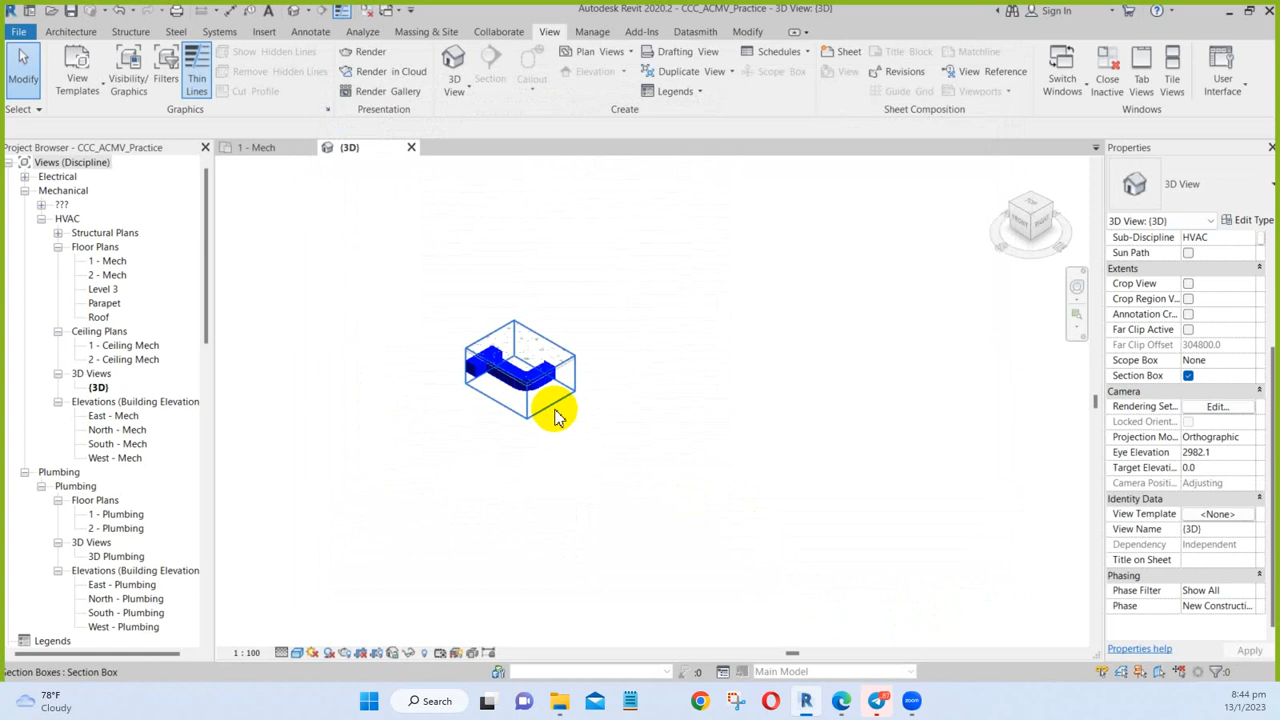 Autodesk Revit 2020.2 - CCC_ACMV_Practice - 3D View: {3D}
Sign In
File Architecture Structure Steel Systems Insert Annotate Analyze Massing & Site Collaborate View Manage Add-Ins Datasmith Modify
Modify
View Templates
Visibility/ Graphics
Filters
Thin Lines
Show Hidden Lines
Remove Hidden Lines
Cut Profile
Render
Render in Cloud
Render Gallery
3D View
Section
Callout
Plan Views
Elevation
Drafting View
Duplicate View
Legends
Schedules
Scope Box
Sheet
View
Title Block
Revisions
Guide Grid
Matchline
View Reference
Viewports
Switch Windows
Close Inactive
Tab Views
Tile Views
User Interface
Select Graphics Presentation Create Sheet Composition Windows
Project Browser - CCC_ACMV_Practice
Views (Discipline)
Electrical
Mechanical
???
HVAC
Structural Plans
Floor Plans
1 - Mech
2 - Mech
Level 3
Parapet
Roof
Ceiling Plans
1 - Ceiling Mech
2 - Ceiling Mech
3D Views
{3D}
Elevations (Building Elevation
East - Mech
North - Mech
South - Mech
West - Mech
Plumbing
Plumbing
Floor Plans
1 - Plumbing
2 - Plumbing
3D Views
3D Plumbing
Elevations (Building Elevation
East - Plumbing
North - Plumbing
South - Plumbing
West - Plumbing
Legends
1 - Mech
{3D}
TOP
FRONT
RIGHT
1 : 100
Properties
3D View
3D View: {3D} Edit Type
Sub-Discipline HVAC
Sun Path
Extents
Crop View
Crop Region V...
Annotation Cr...
Far Clip Active
Far Clip Offset 304800.0
Scope Box None
Section Box
Camera
Rendering Set... Edit...
Locked Orient...
Projection Mo... Orthographic
Eye Elevation 2982.1
Target Elevati... 0.0
Camera Positi... Adjusting
Identity Data
View Template <None>
View Name {3D}
Dependency Independent
Title on Sheet
Phasing
Phase Filter Show All
Phase New Constructi...
Properties help Apply
Section Boxes : Section Box
:0
Main Model
:0
78°F
Cloudy
Search
8:44 pm
13/1/2023